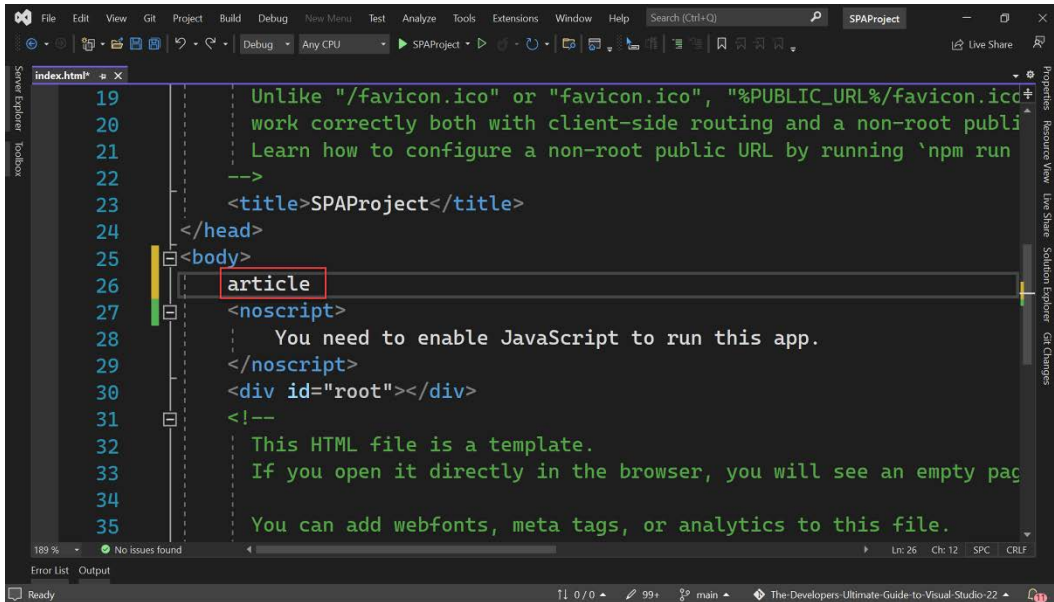 File Edit View Git Project Build Debug New Menu Test Analyze Tools Extensions Window Help Search (Ctrl+Q) SPAProject
Debug Any CPU SPAProject Live Share
index.html*
19 Unlike "/favicon.ico" or "favicon.ico", "%PUBLIC_URL%/favicon.ico
20 work correctly both with client-side routing and a non-root publi
21 Learn how to configure a non-root public URL by running `npm run
22 -->
23 <title>SPAProject</title>
24 </head>
25 <body>
26 article
27 <noscript>
28 You need to enable JavaScript to run this app.
29 </noscript>
30 <div id="root"></div>
31 <!--
32 This HTML file is a template.
33 If you open it directly in the browser, you will see an empty pag
34
35 You can add webfonts, meta tags, or analytics to this file.
189 % No issues found Ln: 26 Ch: 12 SPC CRLF
Error List Output
Ready 0 / 0 99+ main The-Developers-Ultimate-Guide-to-Visual-Studio-22 11
Server Explorer
Toolbox
Properties
Resource View
Live Share
Solution Explorer
Git Changes